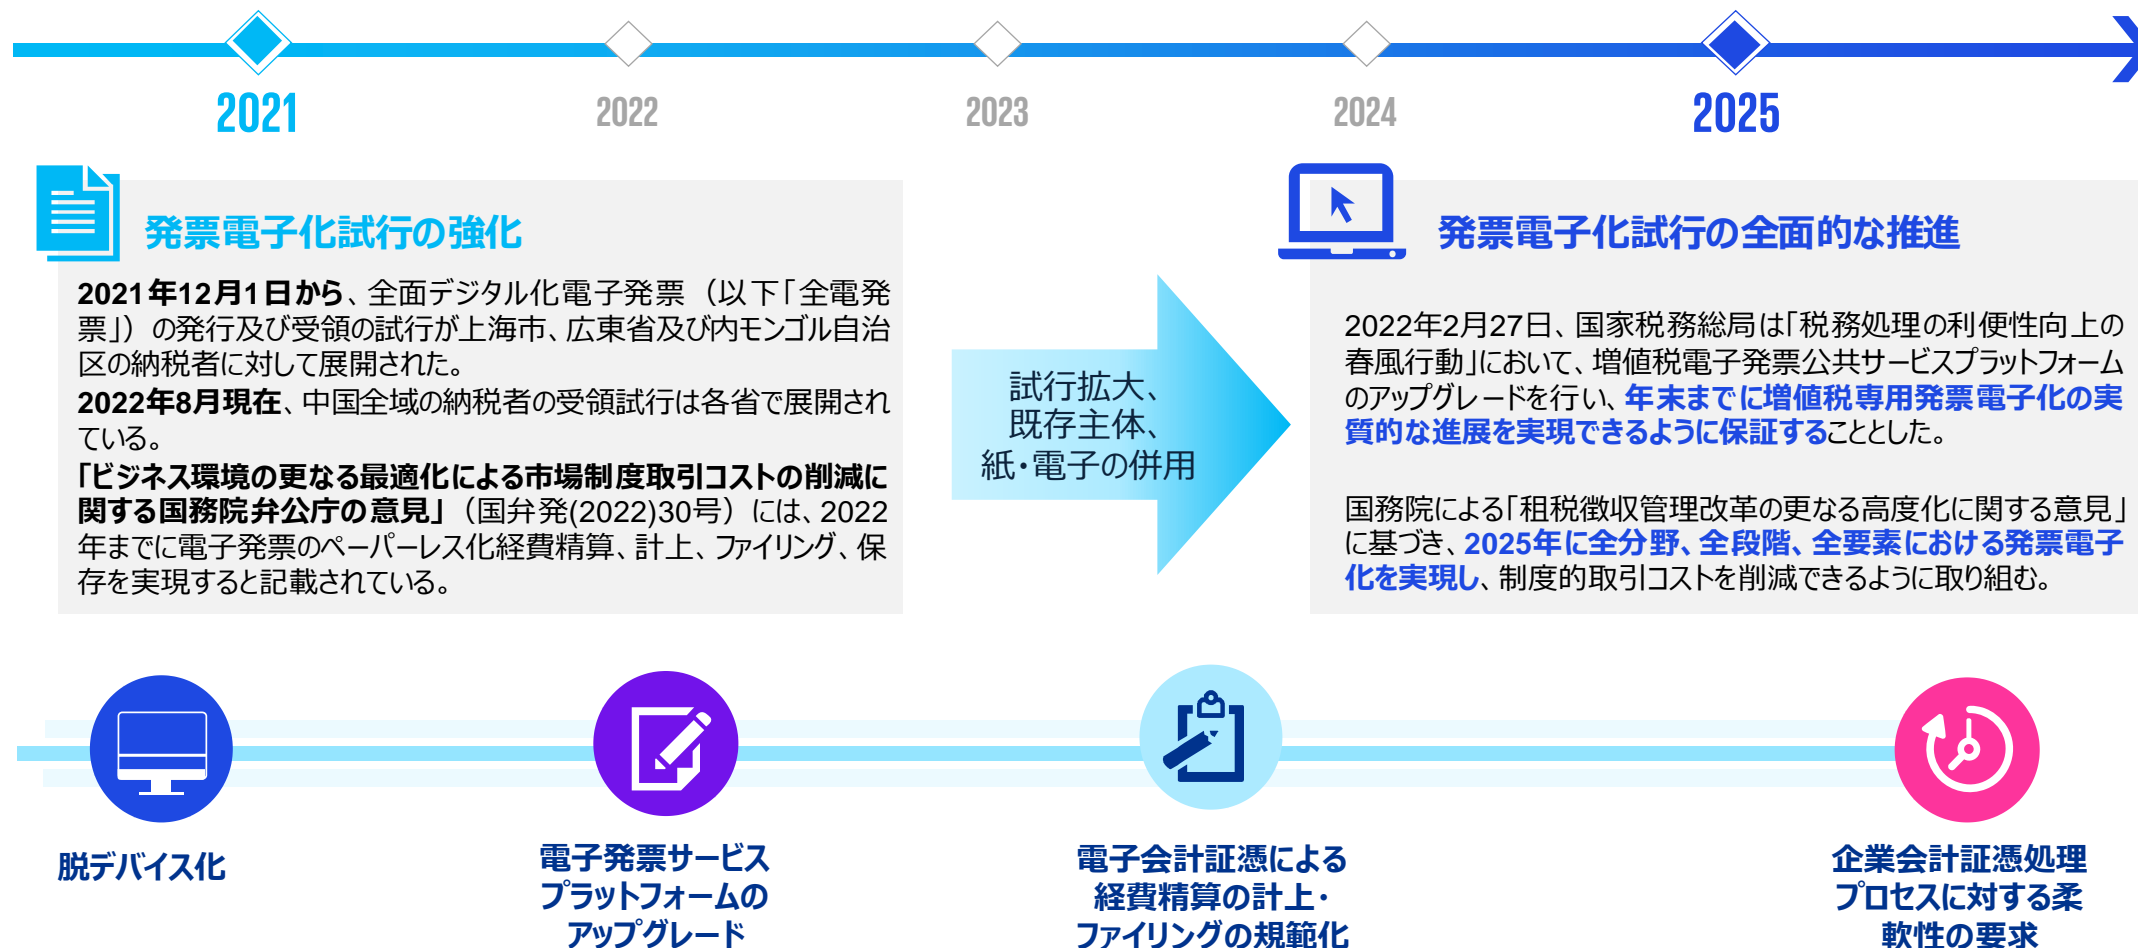 2021
2022
2023
2024
2025
発票電子化試行の強化
2021年12月1日から、全面デジタル化電子発票（以下「全電発
票」）の発行及び受領の試行が上海市、広東省及び内モンゴル自治
区の納税者に対して展開された。
2022年8月現在、中国全域の納税者の受領試行は各省で展開され
ている。
「ビジネス環境の更なる最適化による市場制度取引コストの削減に
関する国務院弁公庁の意見」（国弁発(2022)30号）には、2022
年までに電子発票のペーパーレス化経費精算、計上、ファイリング、保
存を実現すると記載されている。
試行拡大、
既存主体、
紙・電子の併用
発票電子化試行の全面的な推進
2022年2月27日、国家税務総局は「税務処理の利便性向上の
春風行動」において、増値税電子発票公共サービスプラットフォーム
のアップグレードを行い、年末までに増値税専用発票電子化の実
質的な進展を実現できるように保証することとした。
国務院による「租税徴収管理改革の更なる高度化に関する意見」
に基づき、2025年に全分野、全段階、全要素における発票電子
化を実現し、制度的取引コストを削減できるように取り組む。
脱デバイス化
電子発票サービス
プラットフォームの
アップグレード
電子会計証憑による
経費精算の計上・
ファイリングの規範化
企業会計証憑処理
プロセスに対する柔
軟性の要求